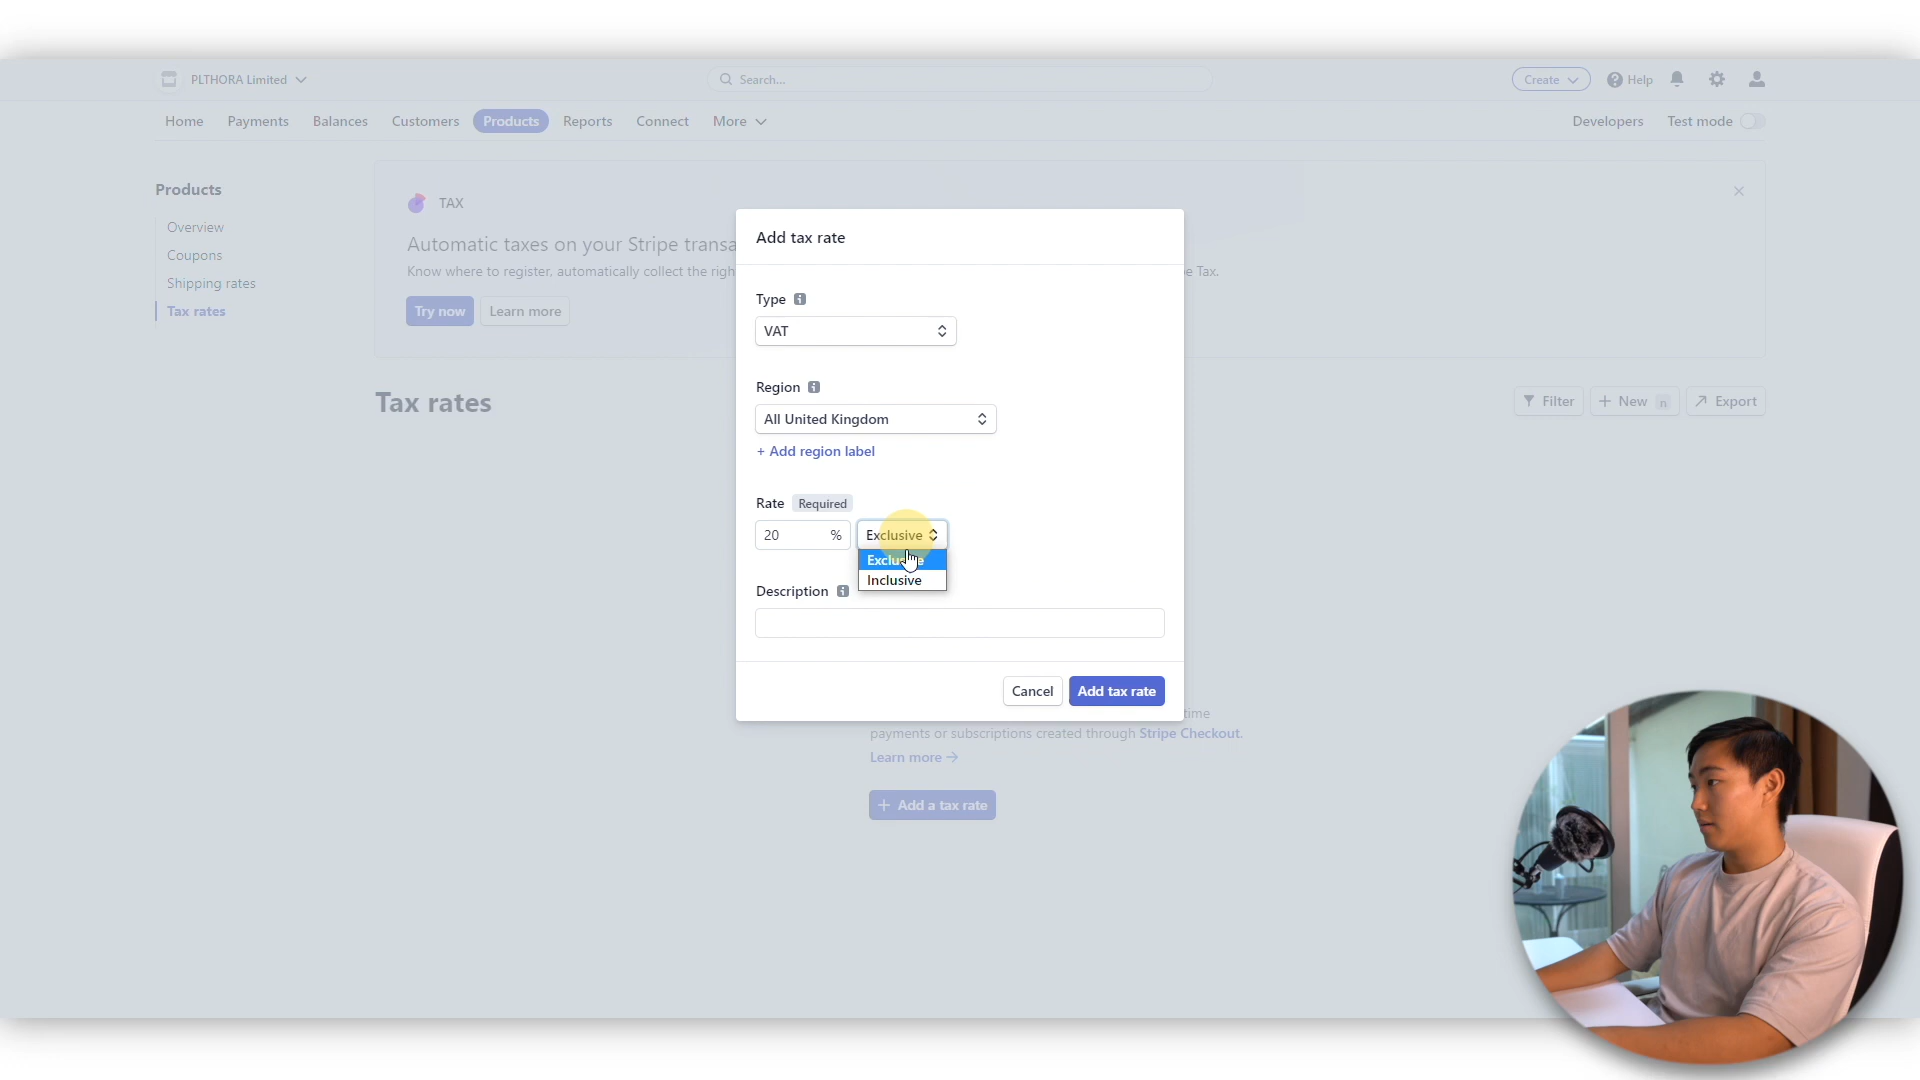 PLTHORA Limited
Search...
Create
Help
Home
Payments
Balances
Customers
Products
Reports
Connect
More
Developers
Test mode
Products
Overview
Coupons
Shipping rates
Tax rates
TAX
Automatic taxes on your Stripe transa
Know where to register, automatically collect the righ
e Tax.
Try now
Learn more
Tax rates
Filter
+ New n
Export
Add tax rate
Type
VAT
Region
All United Kingdom
+ Add region label
Rate Required
20 %
Exclusive
Exclusive
Inclusive
Description
Cancel
Add tax rate
time
payments or subscriptions created through Stripe Checkout.
Learn more →
+ Add a tax rate